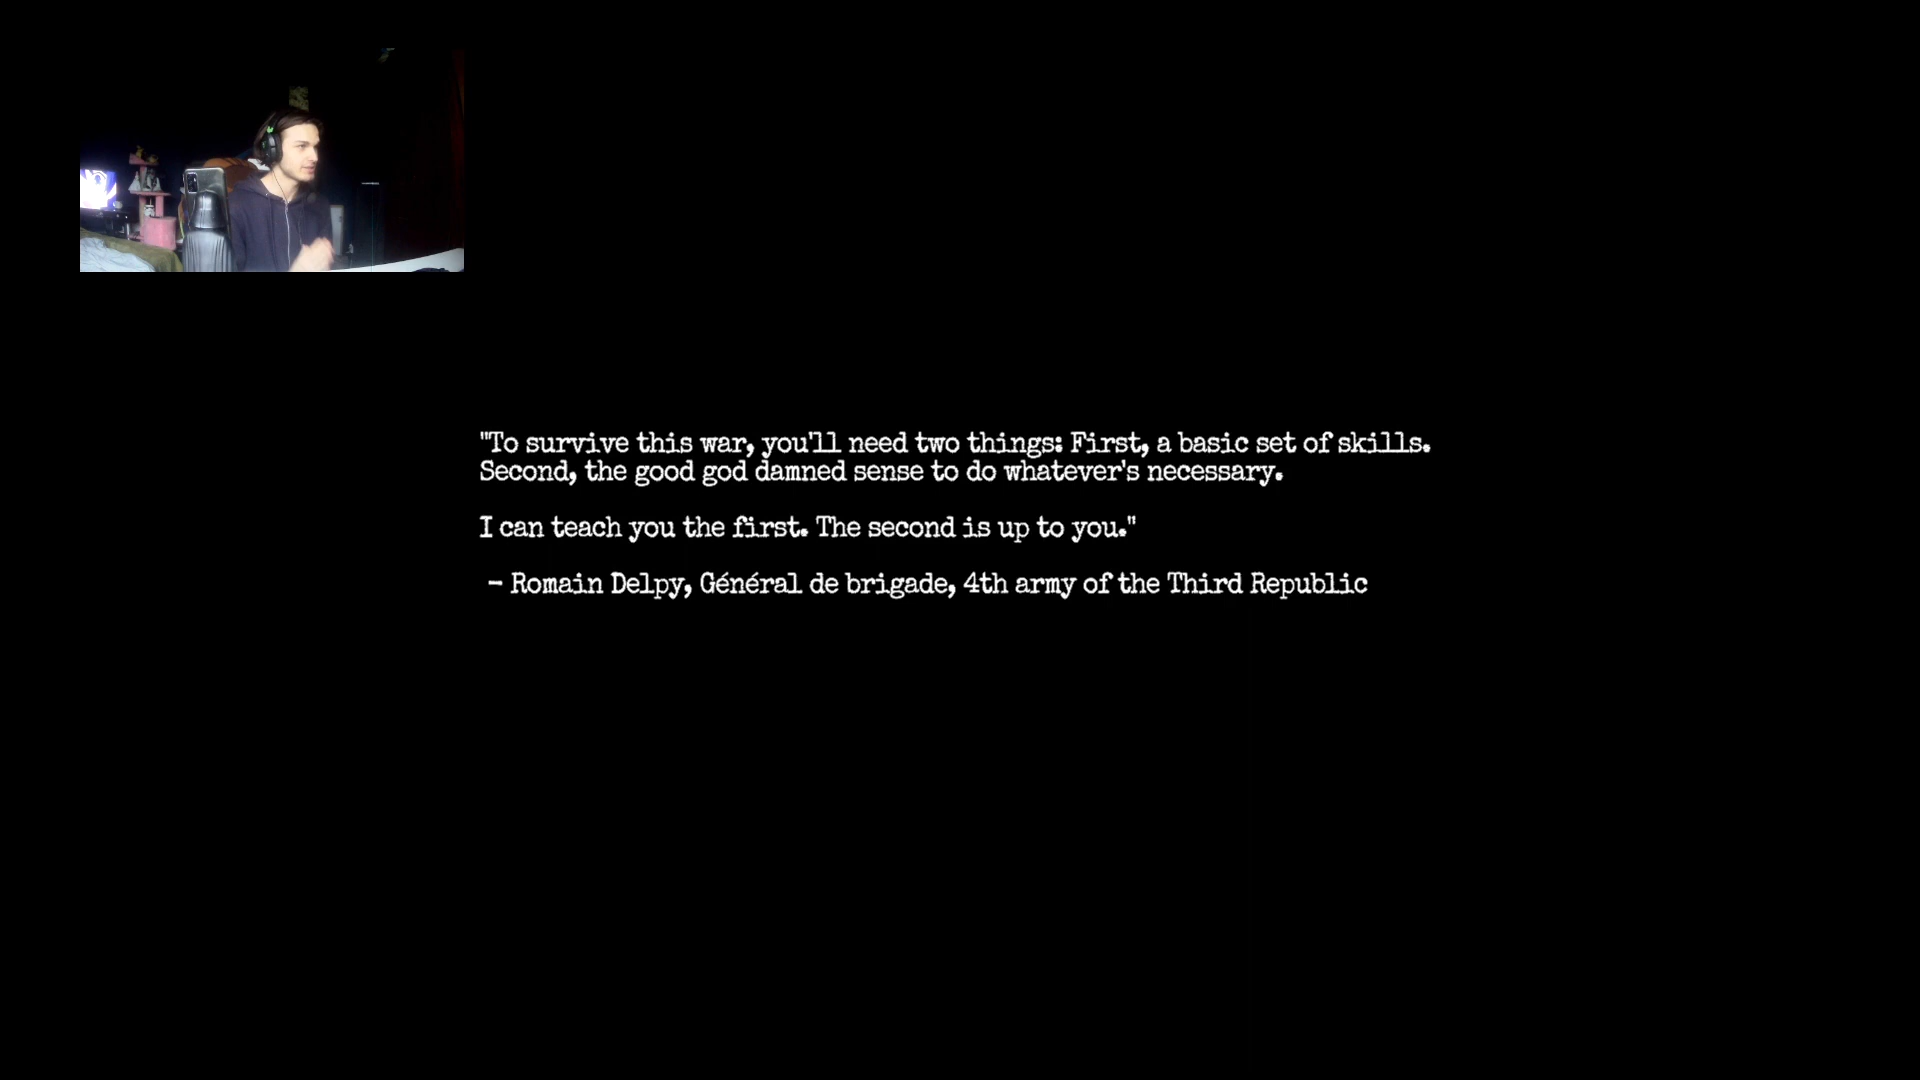 "To survive this war, you'll need two things: First, a basic set of skills.
Second, the good god damned sense to do whatever's necessary.
I can teach you the first. The second is up to you."
- Romain Delpy, Général de brigade, 4th army of the Third Republic